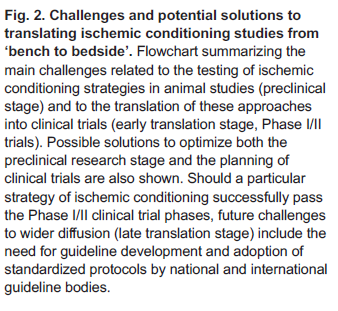 Fig. 2. Challenges and potential solutions to
translating ischemic conditioning studies from
‘bench to bedside’. Flowchart summarizing the
main challenges related to the testing of ischemic
conditioning strategies in animal studies (preclinical
stage) and to the translation of these approaches
into clinical trials (early translation stage, Phase I/II
trials). Possible solutions to optimize both the
preclinical research stage and the planning of
clinical trials are also shown. Should a particular
strategy of ischemic conditioning successfully pass
the Phase I/II clinical trial phases, future challenges
to wider diffusion (late translation stage) include the
need for guideline development and adoption of
standardized protocols by national and international
guideline bodies.